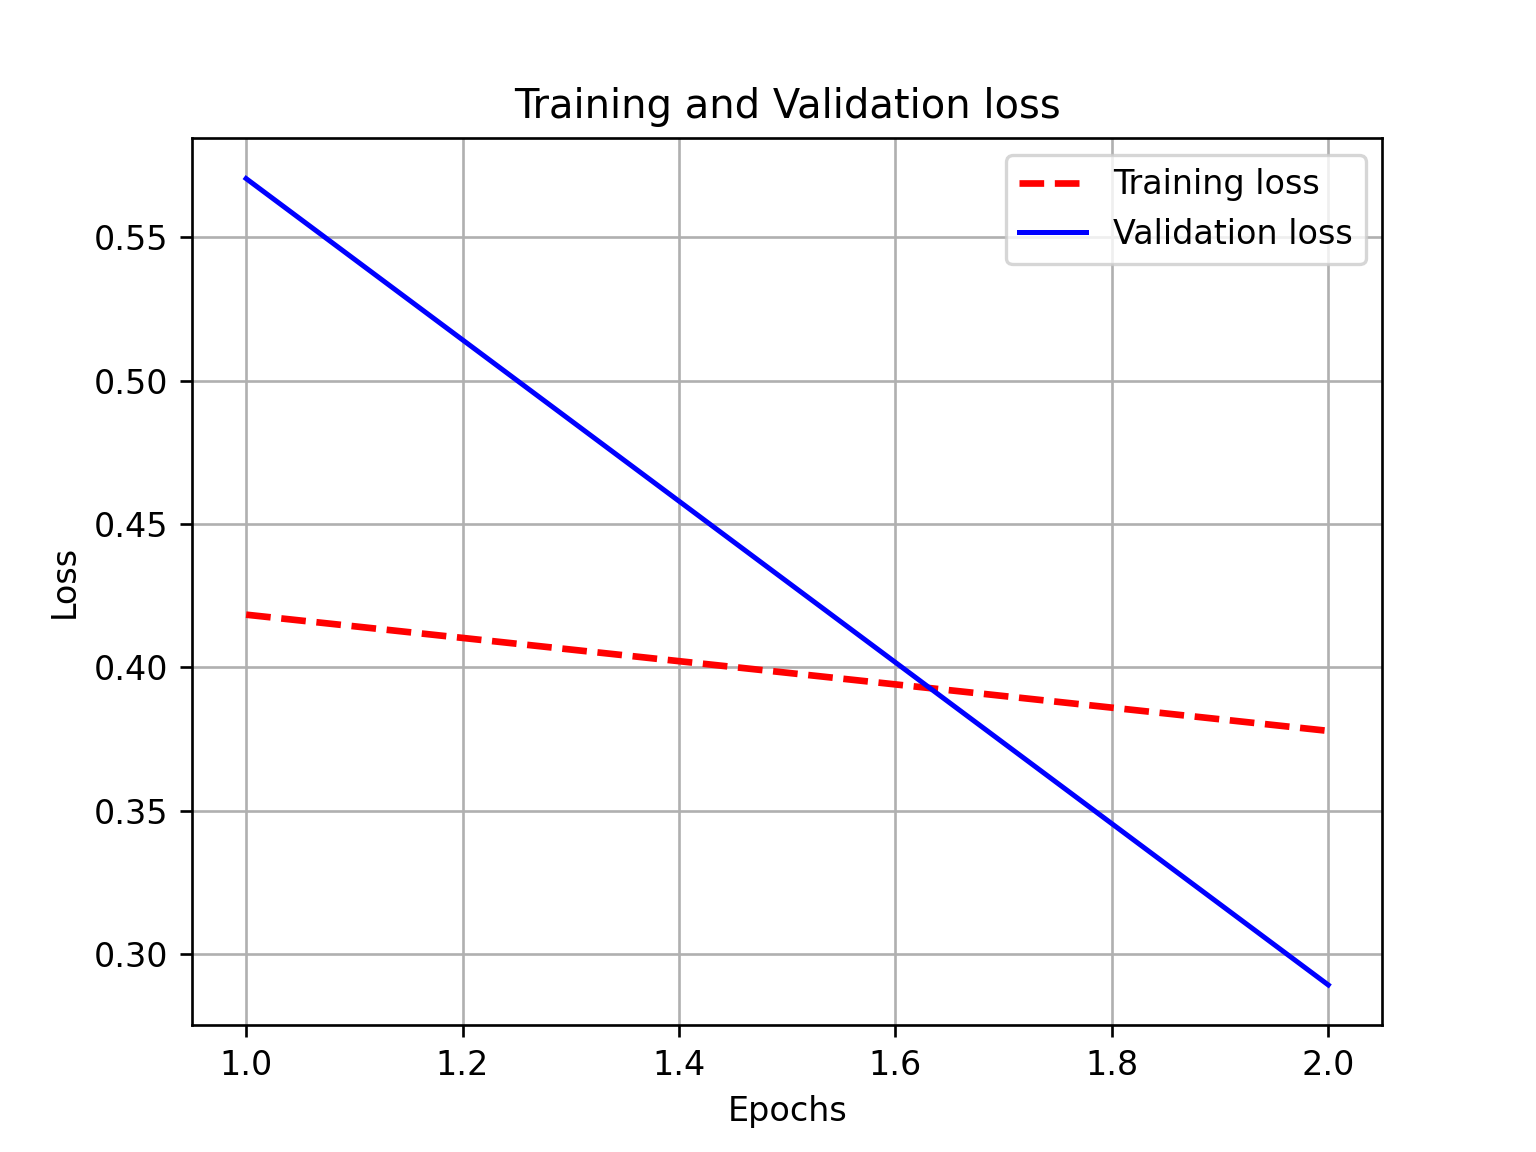 Training and Validation loss
Training loss
Validation loss
0.55
0.50
0.45
0.40
0.35
0.30
Loss
1.0 1.2 1.4 1.6 1.8 2.0
Epochs